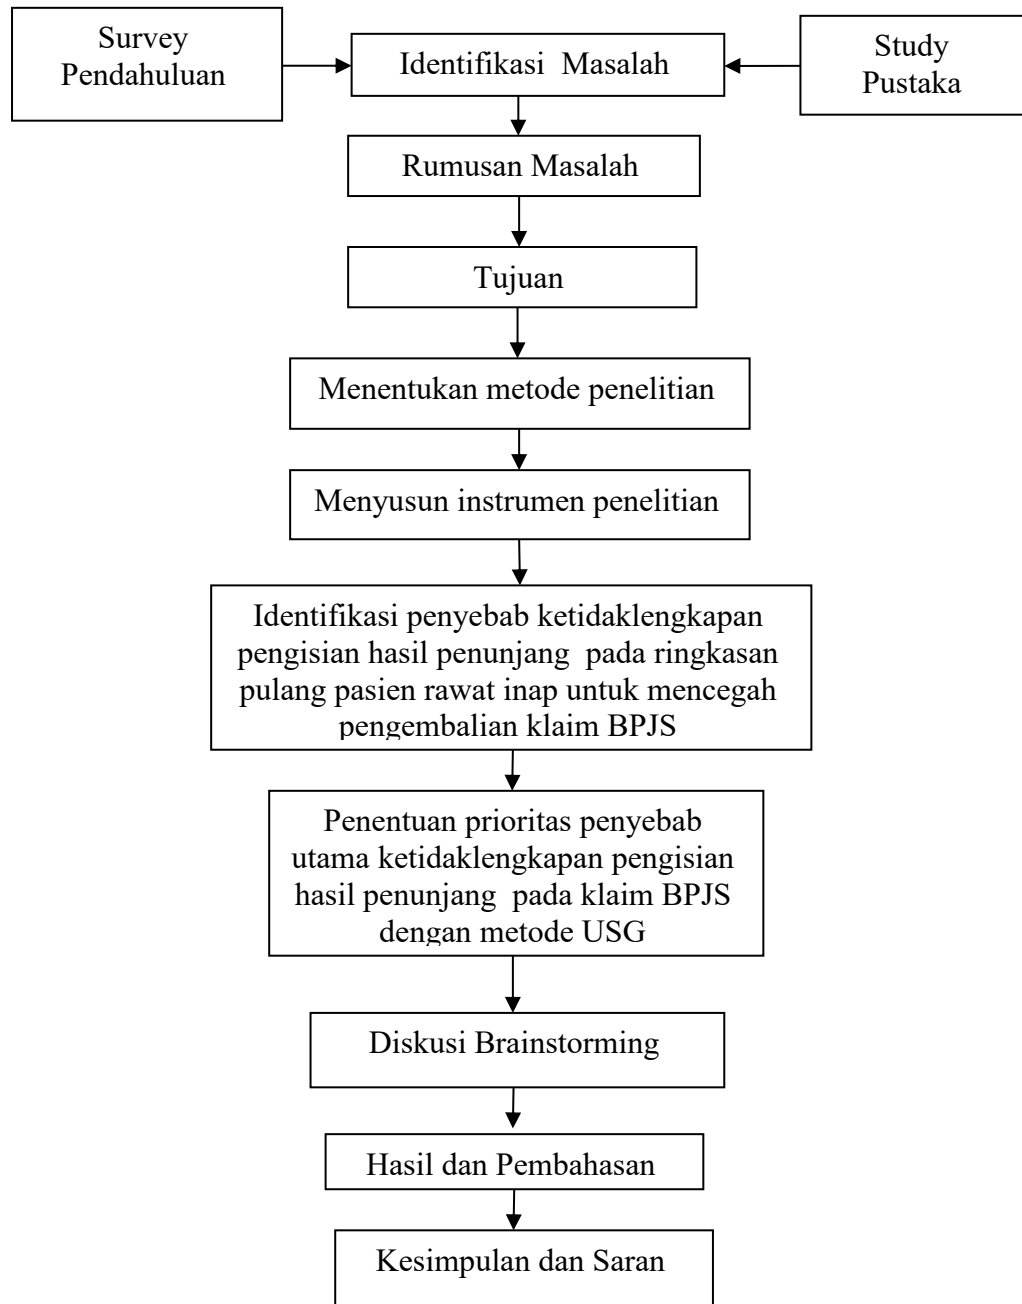 Survey
Pendahuluan
Identifikasi Masalah
Study
Pustaka
Rumusan Masalah
Tujuan
Menentukan metode penelitian
Menyusun instrumen penelitian
Identifikasi penyebab ketidaklengkapan
pengisian hasil penunjang pada ringkasan
pulang pasien rawat inap untuk mencegah
pengembalian klaim BPJS
Penentuan prioritas penyebab
utama ketidaklengkapan pengisian
hasil penunjang pada klaim BPJS
dengan metode USG
Diskusi Brainstorming
Hasil dan Pembahasan
Kesimpulan dan Saran